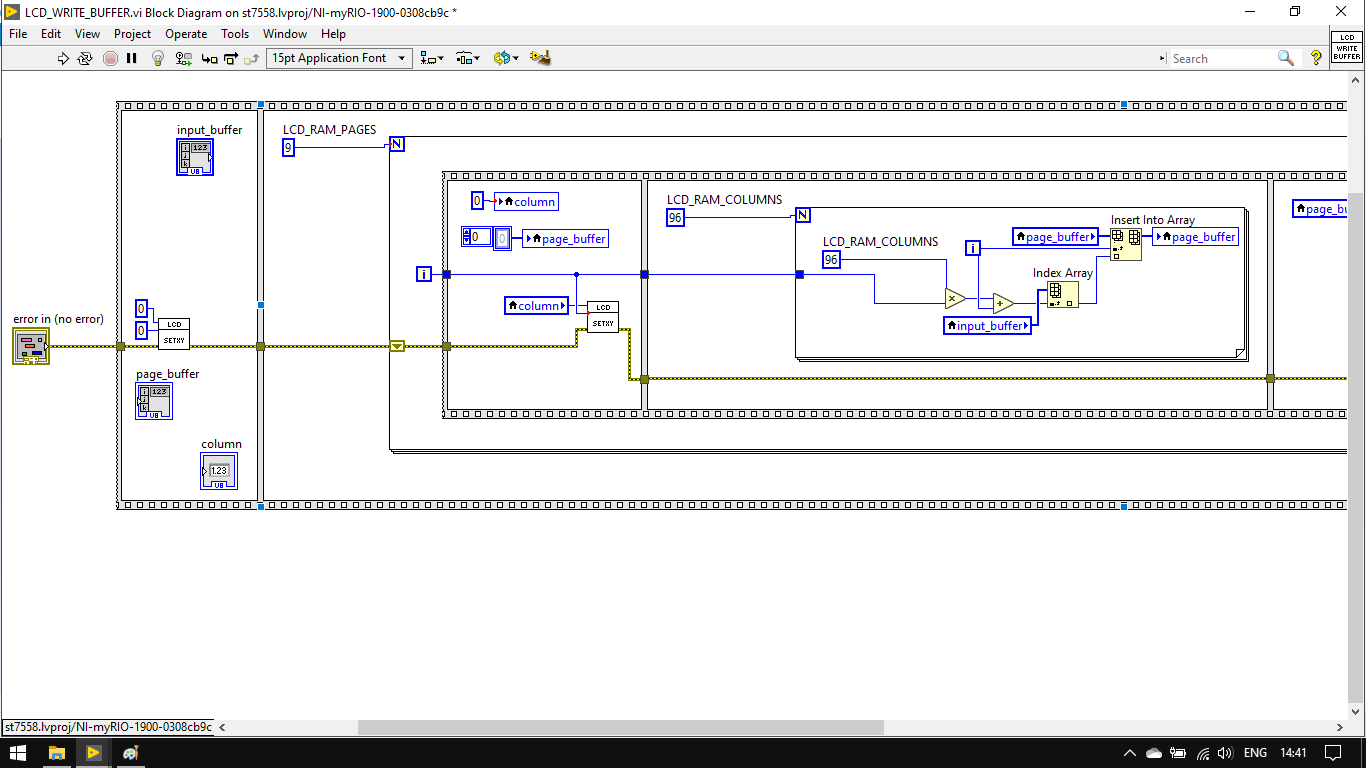 LCD_WRITE_BUFFER.vi Block Diagram on st7558.lvproj/NI-myRIO-1900-0308cb9c *
File Edit View Project Operate Tools Window Help
LCD
WRITE
BUFFER
15pt Application Font
Search
?
input_buffer
123
i
j
k
U8
LCD_RAM_PAGES
9
N
0
column
0
0
page_buffer
i
column
LCD
SETXY
LCD_RAM_COLUMNS
96
N
LCD_RAM_COLUMNS
96
i
page_buffer
Insert Into Array
page_buffer
Index Array
x
+
input_buffer
page_bu
error in (no error)
0
0
LCD
SETXY
page_buffer
123
i
j
k
U8
column
1.23
U8
st7558.lvproj/NI-myRIO-1900-0308cb9c
ENG
14:41